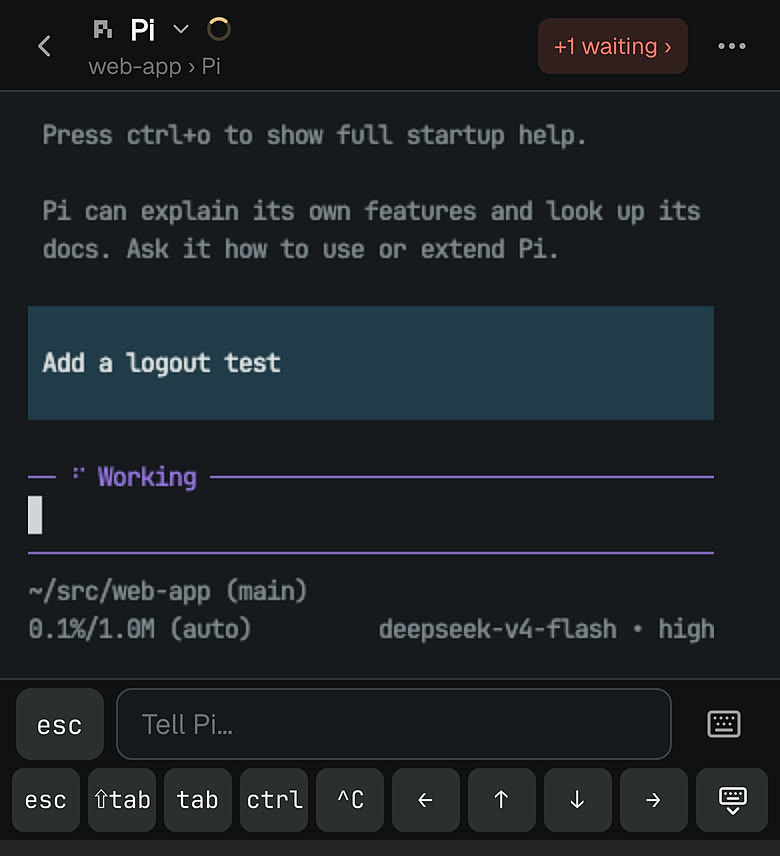 Pi
+1 waiting ›
web-app › Pi
Press ctrl+o to show full startup help.
Pi can explain its own features and look up its
docs. Ask it how to use or extend Pi.
Add a logout test
Working
~/src/web-app (main)
0.1%/1.0M (auto) deepseek-v4-flash • high
esc
Tell Pi…
esc ⇧tab tab ctrl ^C ← ↑ ↓ →